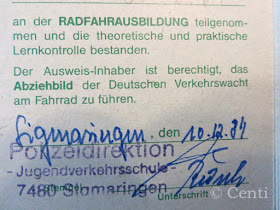 an der RADFAHRAUSBILDUNG teilgenom-
men und die theoretische und praktische
Lernkontrolle bestanden.
Der Ausweis-Inhaber ist berechtigt, das
Abziehbild der Deutschen Verkehrswacht
am Fahrrad zu führen.
Sigmaringen, den 10.12.84
Polizeidirektion
- Jugendverkehrsschule -
7480 Sigmaringen
Stempel
Unterschrift
© Centi